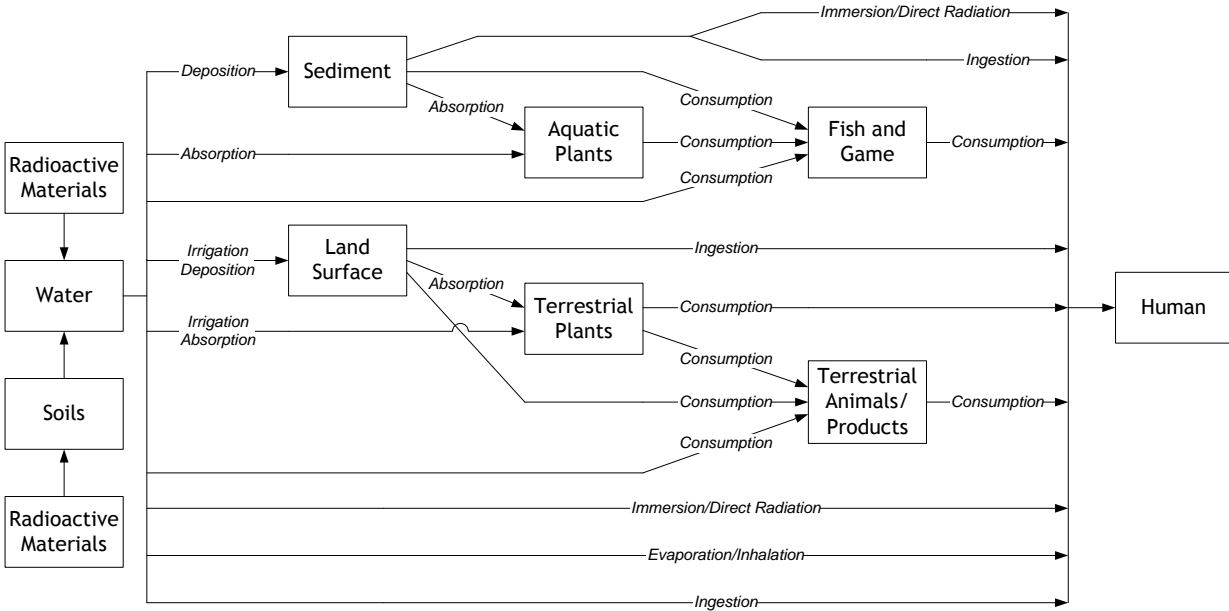 Immersion/Direct Radiation
Ingestion
Deposition
Sediment
Consumption
Absorption
Aquatic
Plants
Consumption
Fish and
Game
Consumption
Absorption
Consumption
Radioactive
Materials
Irrigation
Deposition
Land
Surface
Ingestion
Absorption
Water
Terrestrial
Plants
Consumption
Human
Irrigation
Absorption
Consumption
Terrestrial
Animals/
Products
Soils
Consumption
Consumption
Consumption
Radioactive
Materials
Immersion/Direct Radiation
Evaporation/Inhalation
Ingestion